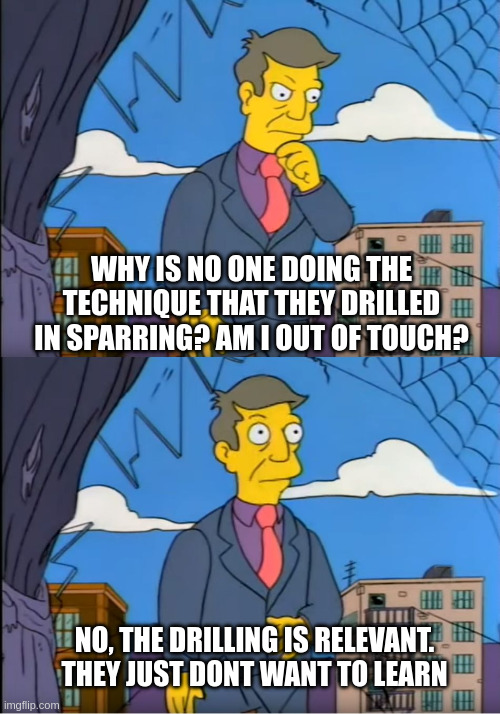 WHY IS NO ONE DOING THE
TECHNIQUE THAT THEY DRILLED
IN SPARRING? AM I OUT OF TOUCH?
NO, THE DRILLING IS RELEVANT.
THEY JUST DONT WANT TO LEARN
imgflip.com